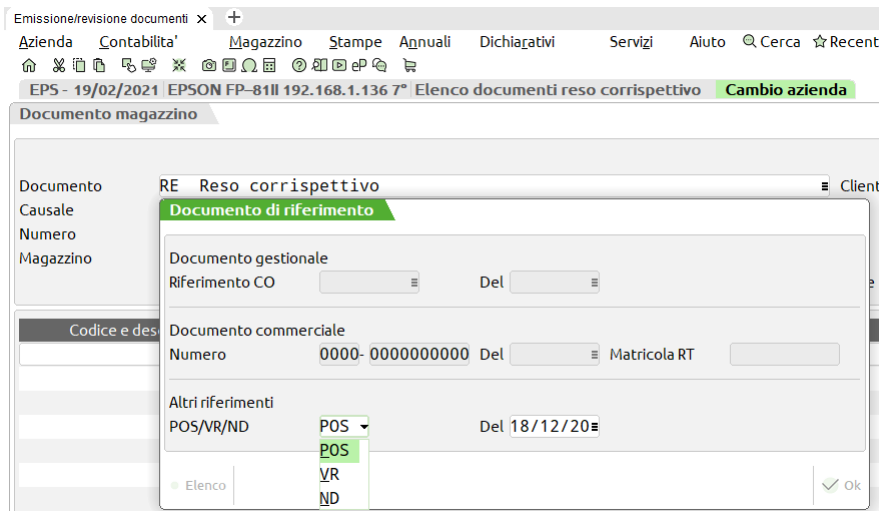 Emissione/revisione documenti × +
Azienda Contabilita' Magazzino Stampe Annuali Dichiarativi Servizi Aiuto Cerca Recent
EPS - 19/02/2021 EPSON FP-81II 192.168.1.136 7° Elenco documenti reso corrispettivo Cambio azienda
Documento magazzino
Documento RE Reso corrispettivo Client
Causale
Numero
Magazzino
Documento di riferimento
Documento gestionale
Riferimento CO Del
Documento commerciale
Numero 0000- 0000000000 Del Matricola RT
Altri riferimenti
POS/VR/ND POS Del 18/12/20
POS
VR
ND
Elenco Ok
Codice e des
e